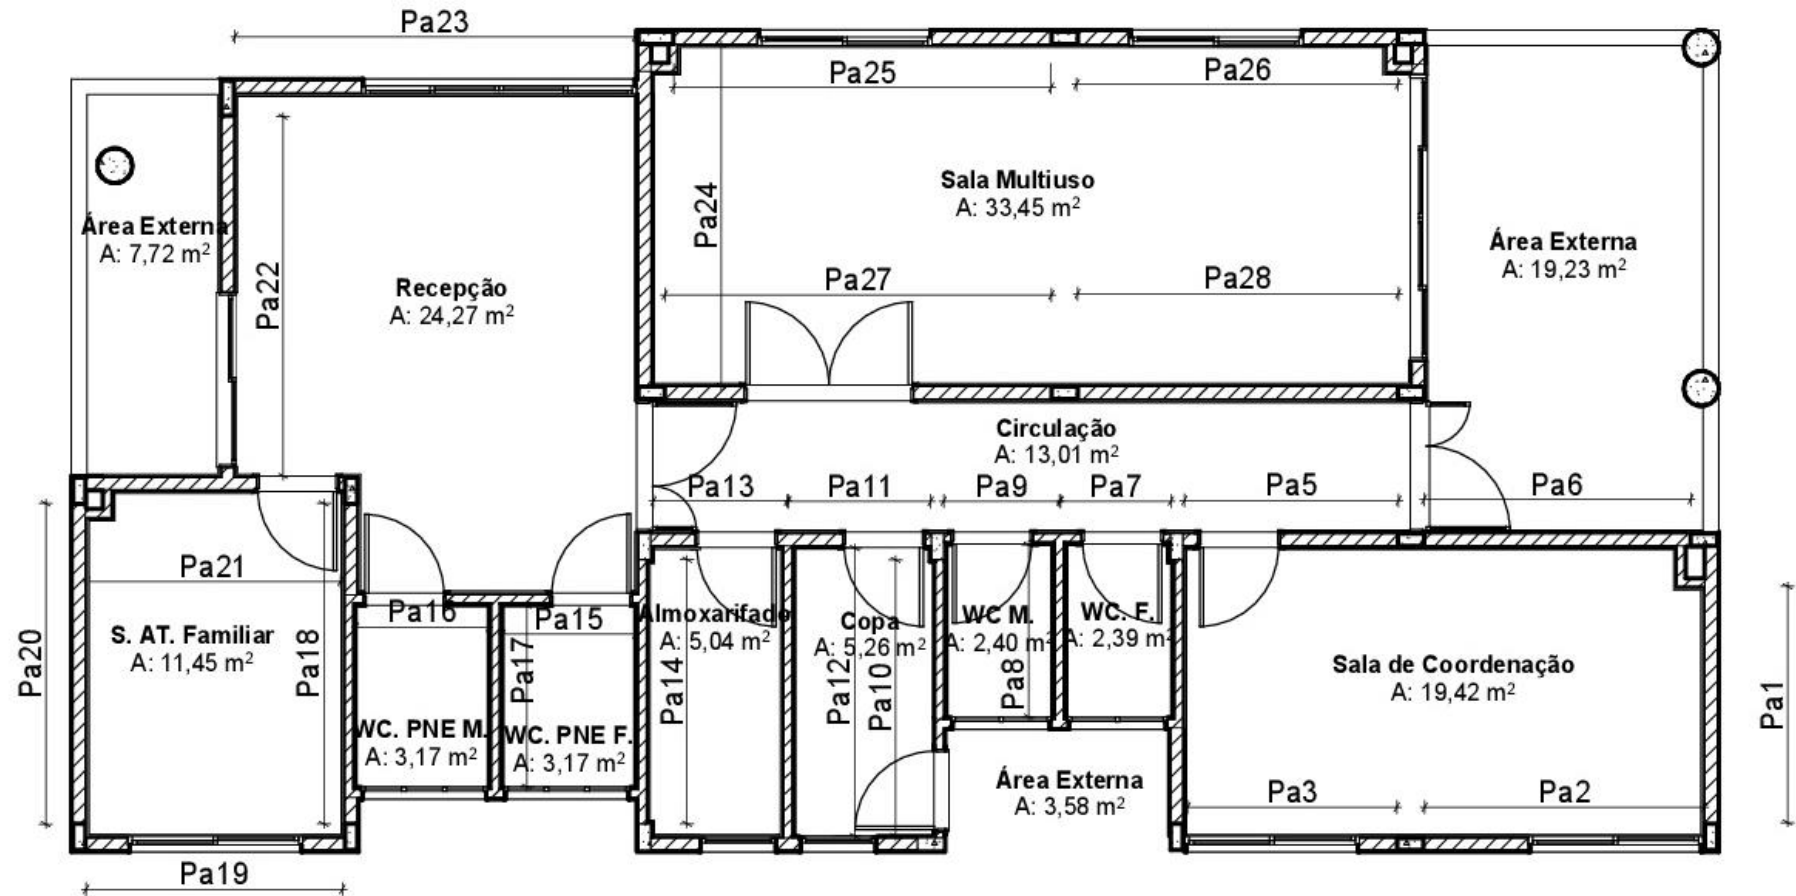 Pa23
Pa25
Pa26
Sala Multiuso
A: 33,45 m²
Pa24
Área Externa
A: 7,72 m²
Área Externa
A: 19,23 m²
Pa22
Recepção
A: 24,27 m²
Pa27
Pa28
Circulação
A: 13,01 m²
Pa13
Pa11
Pa9
Pa7
Pa5
Pa6
Pa21
Pa16
Pa15
Almoxarifado
A: 5,04 m²
Copa
A: 5,26 m²
WC M.
A: 2,40 m²
WC. F.
A: 2,39 m²
S. AT. Familiar
A: 11,45 m²
Pa20
Pa18
Pa17
Pa14
Pa12
Pa10
Pa8
Sala de Coordenação
A: 19,42 m²
Pa1
WC. PNE M.
A: 3,17 m²
WC. PNE F.
A: 3,17 m²
Área Externa
A: 3,58 m²
Pa3
Pa2
Pa19